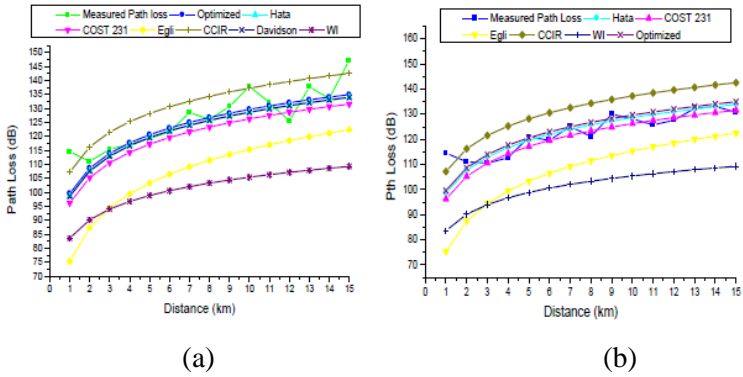 Measured Path loss Optimized Hata
COST 231 Egli CCIR Davidson WI
150
145
140
135
130
125
120
115
110
105
100
95
90
85
80
75
70
Path Loss (dB)
0 1 2 3 4 5 6 7 8 9 10 11 12 13 14 15
Distance (km)
(a)
Measured Path Loss Hata COST 231
Egli CCIR WI Optimized
160
150
140
130
120
110
100
90
80
70
Pth Loss (dB)
0 1 2 3 4 5 6 7 8 9 10 11 12 13 14 15
Distance (km)
(b)